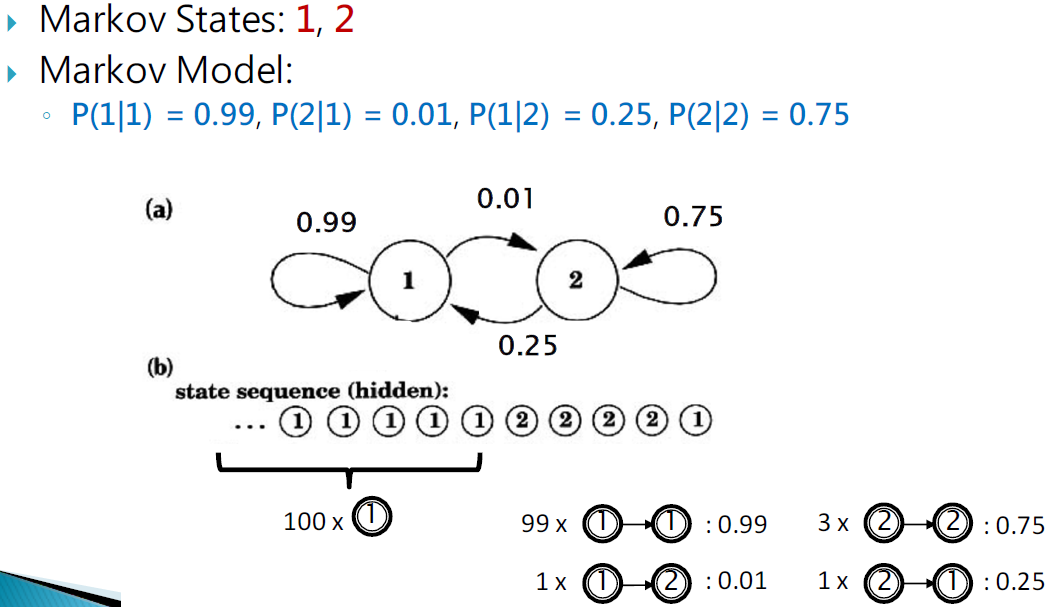 Markov States: 1, 2
Markov Model:
P(1|1) = 0.99, P(2|1) = 0.01, P(1|2) = 0.25, P(2|2) = 0.75
(a)
0.99
0.01
0.75
1
2
0.25
(b)
state sequence (hidden):
... 1 1 1 1 1 2 2 2 2 1
100 x 1
99 x 1 1 : 0.99
3 x 2 2 : 0.75
1 x 1 2 : 0.01
1 x 2 1 : 0.25